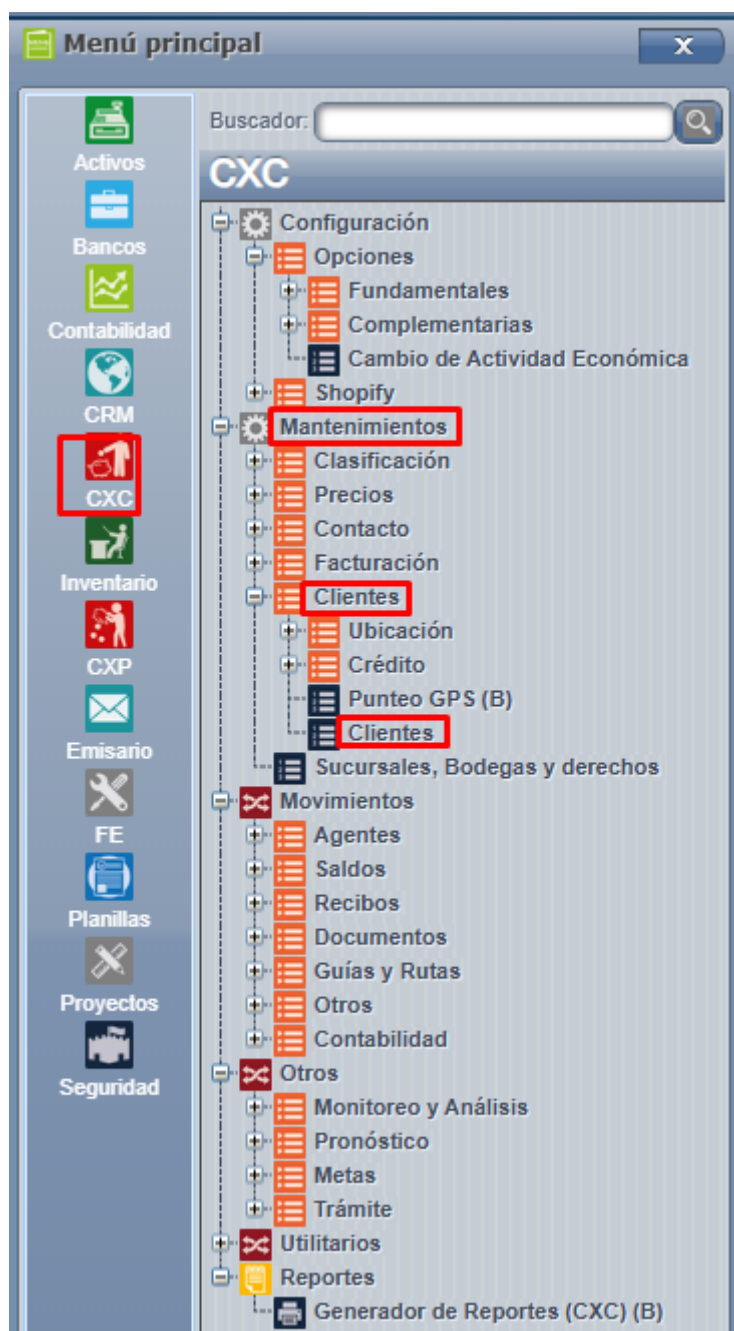 Menú principal
x
Activos
Bancos
Contabilidad
CRM
CXC
Inventario
CXP
Emisario
FE
Planillas
Proyectos
Seguridad
Buscador:
CXC
Configuración
Opciones
Fundamentales
Complementarias
Cambio de Actividad Económica
Shopify
Mantenimientos
Clasificación
Precios
Contacto
Facturación
Clientes
Ubicación
Crédito
Punteo GPS (B)
Clientes
Sucursales, Bodegas y derechos
Movimientos
Agentes
Saldos
Recibos
Documentos
Guías y Rutas
Otros
Contabilidad
Otros
Monitoreo y Análisis
Pronóstico
Metas
Trámite
Utilitarios
Reportes
Generador de Reportes (CXC) (B)